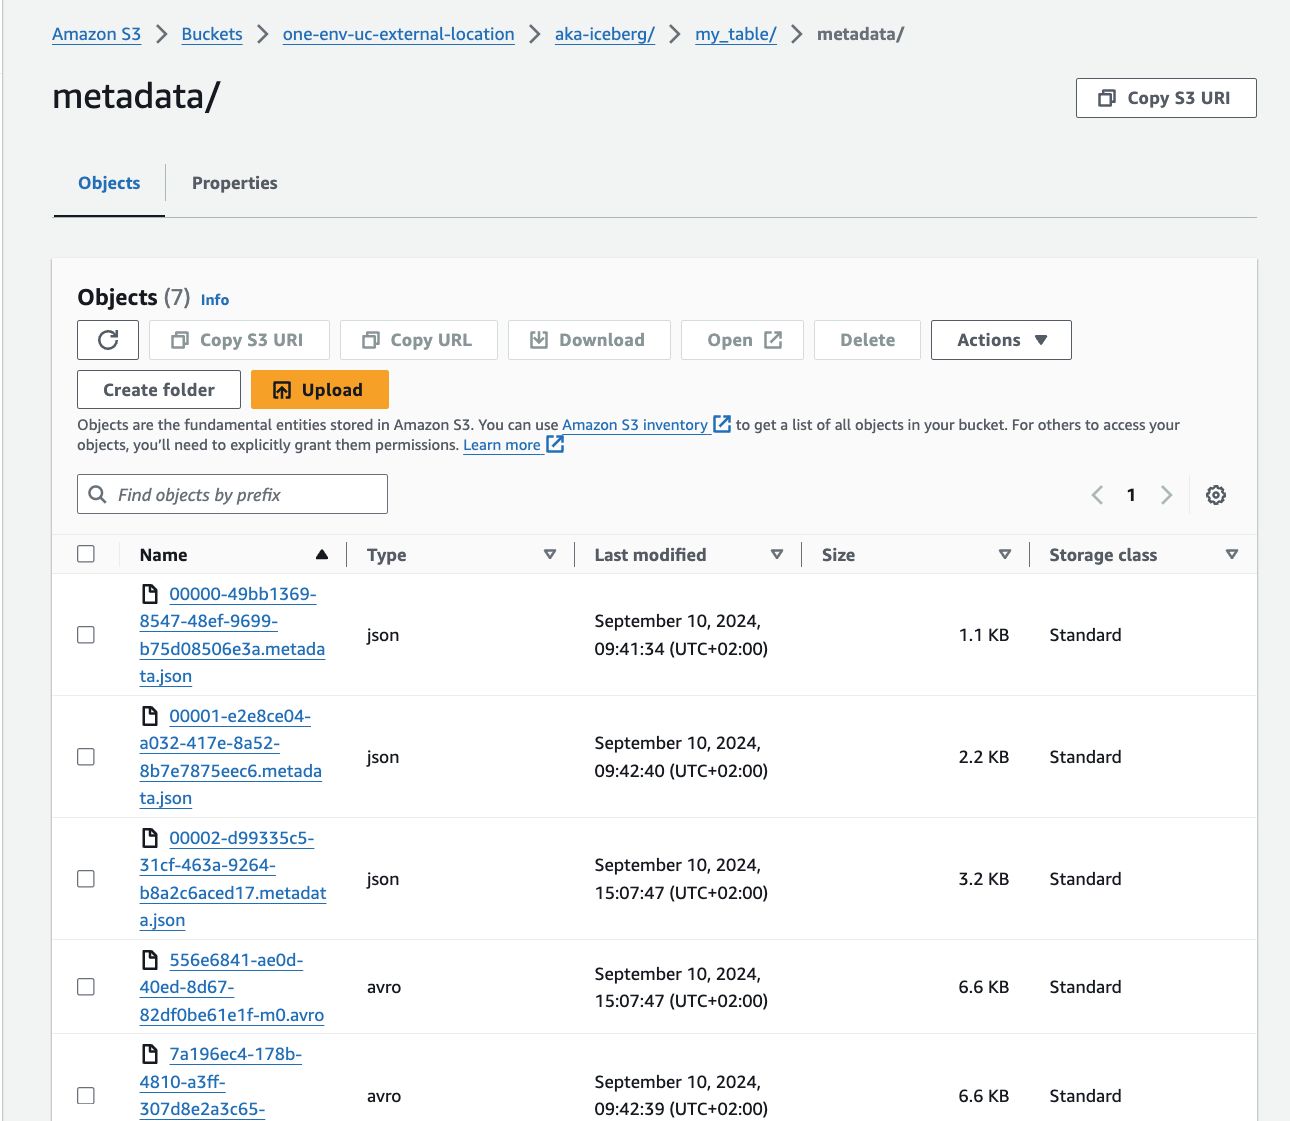 Amazon S3 > Buckets > one-env-uc-external-location > aka-iceberg/ > my_table/ > metadata/
metadata/
Copy S3 URI
Objects
Properties
Objects (7) Info
Copy S3 URI
Copy URL
Download
Open
Delete
Actions
Create folder
Upload
Objects are the fundamental entities stored in Amazon S3. You can use Amazon S3 inventory to get a list of all objects in your bucket. For others to access your
objects, you'll need to explicitly grant them permissions. Learn more
Find objects by prefix
1
Name
Type
Last modified
Size
Storage class
00000-49bb1369-
8547-48ef-9699-
b75d08506e3a.metada
ta.json
json
September 10, 2024,
09:41:34 (UTC+02:00)
1.1 KB
Standard
00001-e2e8ce04-
a032-417e-8a52-
8b7e7875eec6.metada
ta.json
json
September 10, 2024,
09:42:40 (UTC+02:00)
2.2 KB
Standard
00002-d99335c5-
31cf-463a-9264-
b8a2c6aced17.metadat
a.json
json
September 10, 2024,
15:07:47 (UTC+02:00)
3.2 KB
Standard
556e6841-ae0d-
40ed-8d67-
82df0be61e1f-m0.avro
avro
September 10, 2024,
15:07:47 (UTC+02:00)
6.6 KB
Standard
7a196ec4-178b-
4810-a3ff-
307d8e2a3c65-
avro
September 10, 2024,
09:42:39 (UTC+02:00)
6.6 KB
Standard